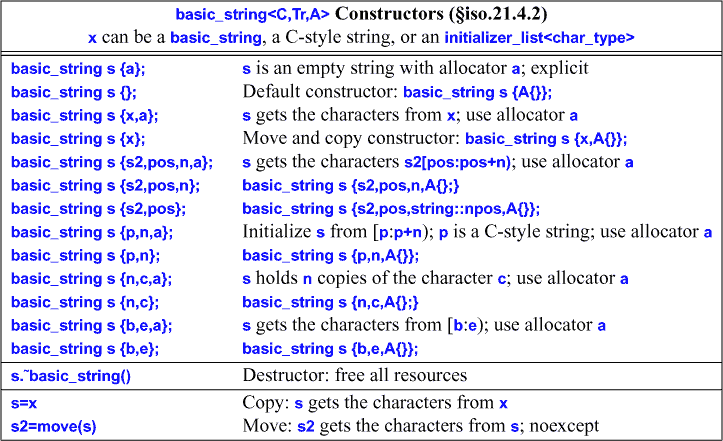 basic_string<C,Tr,A> Constructors (§iso.21.4.2)
x can be a basic_string, a C-style string, or an initializer_list<char_type>
basic_string s {a}; s is an empty string with allocator a; explicit
basic_string s {}; Default constructor: basic_string s {A{}};
basic_string s {x,a}; s gets the characters from x; use allocator a
basic_string s {x}; Move and copy constructor: basic_string s {x,A{}};
basic_string s {s2,pos,n,a}; s gets the characters s2[pos:pos+n); use allocator a
basic_string s {s2,pos,n}; basic_string s {s2,pos,n,A{};}
basic_string s {s2,pos}; basic_string s {s2,pos,string::npos,A{}};
basic_string s {p,n,a}; Initialize s from [p:p+n); p is a C-style string; use allocator a
basic_string s {p,n}; basic_string s {p,n,A{}};
basic_string s {n,c,a}; s holds n copies of the character c; use allocator a
basic_string s {n,c}; basic_string s {n,c,A{};}
basic_string s {b,e,a}; s gets the characters from [b:e); use allocator a
basic_string s {b,e}; basic_string s {b,e,A{}};
s.˜basic_string() Destructor: free all resources
s=x Copy: s gets the characters from x
s2=move(s) Move: s2 gets the characters from s; noexcept